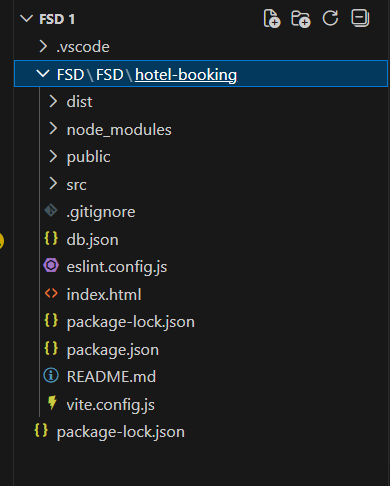 FSD 1
.vscode
FSD\FSD\hotel-booking
dist
node_modules
public
src
.gitignore
db.json
eslint.config.js
index.html
package-lock.json
package.json
README.md
vite.config.js
package-lock.json